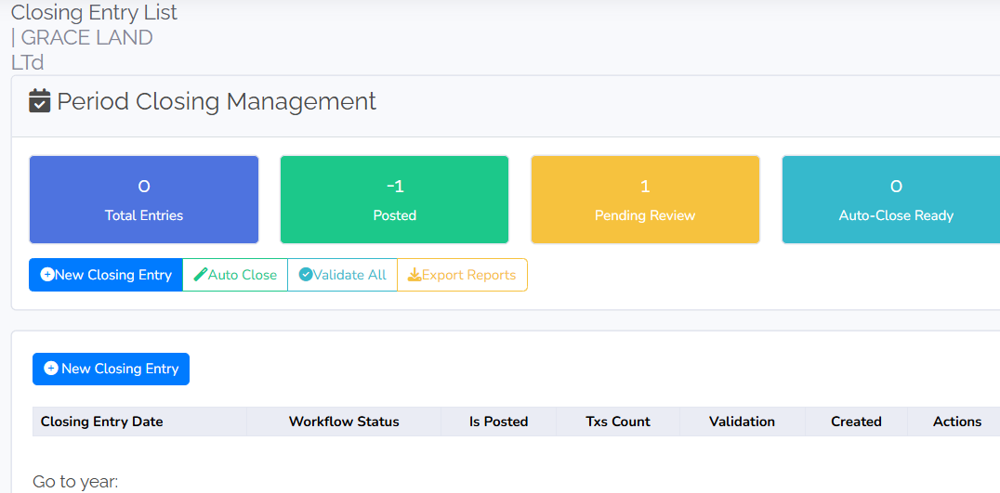 Closing Entry List
| GRACE LAND
LTd
Period Closing Management
0 -1 1 0
Total Entries Posted Pending Review Auto-Close Ready
New Closing Entry Auto Close Validate All Export Reports
New Closing Entry
Closing Entry Date Workflow Status Is Posted Txs Count Validation Created Actions
Go to year: